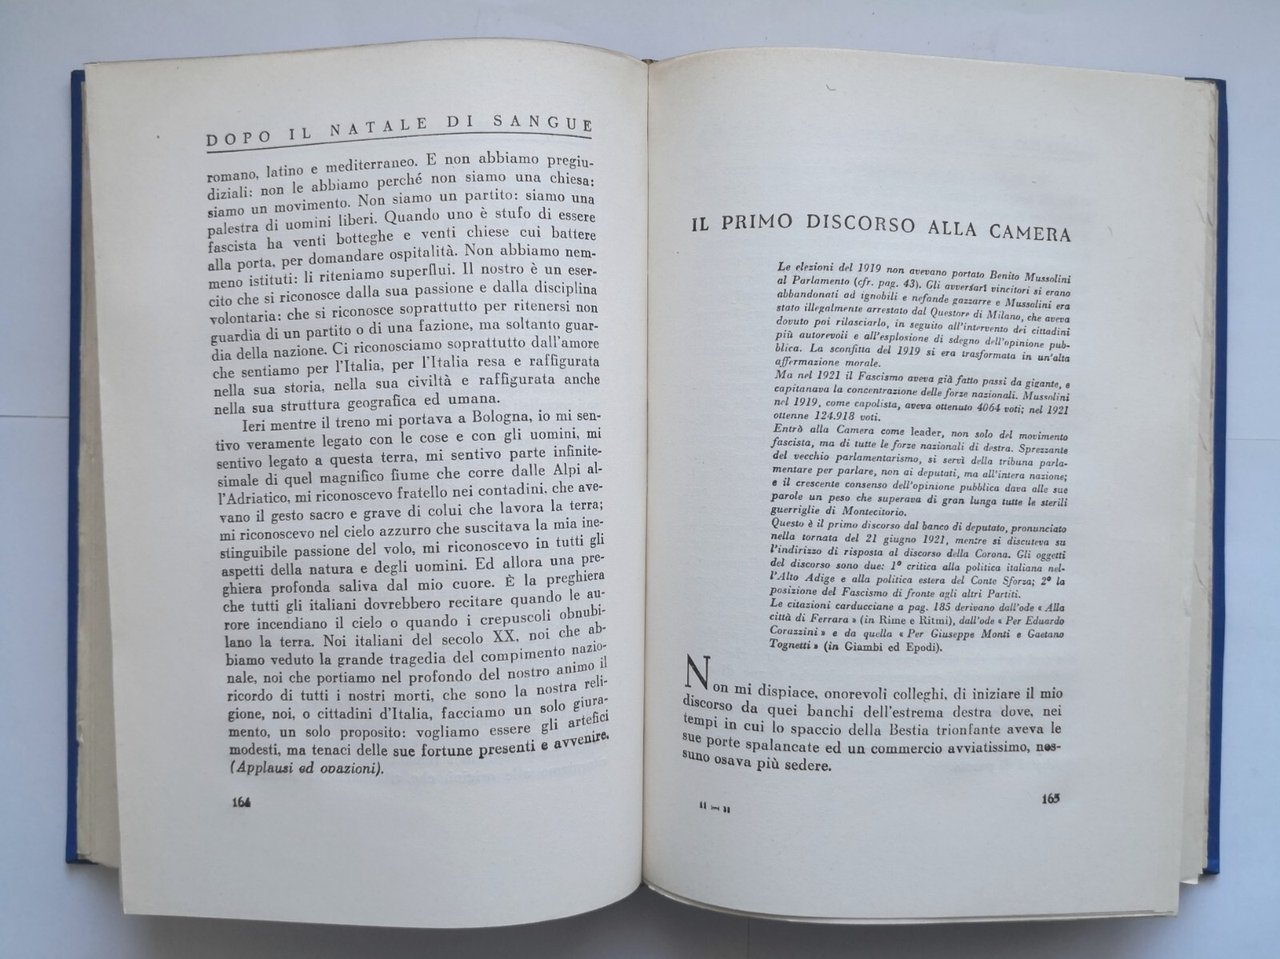 DOPO IL NATALE DI SANGUE
romano, latino e mediterraneo. E non abbiamo pregiu-
diziali: non le abbiamo perché non siamo una chiesa:
siamo un movimento. Non siamo un partito: siamo una
palestra di uomini liberi. Quando uno è stufo di essere
fascista ha venti botteghe e venti chiese cui battere
alla porta, per domandare ospitalità. Non abbiamo nem-
meno istituti: li riteniamo superflui. Il nostro è un eser-
cito che si riconosce dalla sua passione e dalla disciplina
volontaria: che si riconosce soprattutto per ritenersi non
guardia di un partito o di una fazione, ma soltanto guar-
dia della nazione. Ci riconosciamo soprattutto dall'amore
che sentiamo per l'Italia, per l'Italia resa e raffigurata
nella sua storia, nella sua civiltà e raffigurata anche
nella sua struttura geografica ed umana.
Ieri mentre il treno mi portava a Bologna, io mi sen-
tivo veramente legato con le cose e con gli uomini, mi
sentivo legato a questa terra, mi sentivo parte infinite-
simale di quel magnifico fiume che corre dalle Alpi al-
l'Adriatico, mi riconoscevo fratello nei contadini, che ave-
vano il gesto sacro e grave di colui che lavora la terra;
mi riconoscevo nel cielo azzurro che suscitava la mia ine-
stinguibile passione del volo, mi riconoscevo in tutti gli
aspetti della natura e degli uomini. Ed allora una pre-
ghiera profonda saliva dal mio cuore. È la preghiera
che tutti gli italiani dovrebbero recitare quando le au-
rore incendiano il cielo o quando i crepuscoli obnubi-
lano la terra. Noi italiani del secolo XX, noi che ab-
biamo veduto la grande tragedia del compimento nazio-
nale, noi che portiamo nel profondo del nostro animo il
ricordo di tutti i nostri morti, che sono la nostra reli-
gione, noi, o cittadini d'Italia, facciamo un solo giura-
mento, un solo proposito: vogliamo essere gli artefici
modesti, ma tenaci delle sue fortune presenti e avvenire.
(Applausi ed ovazioni).
164
IL PRIMO DISCORSO ALLA CAMERA
Le elezioni del 1919 non avevano portato Benito Mussolini
al Parlamento (cfr. pag. 43). Gli avversari vincitori si erano
abbandonati ad ignobili e nefande gazzarre e Mussolini era
stato illegalmente arrestato dal Questore di Milano, che aveva
dovuto poi rilasciarlo, in seguito all'intervento dei cittadini
più autorevoli e all'esplosione di sdegno dell'opinione pub-
blica. La sconfitta del 1919 si era trasformata in un'alta
affermazione morale.
Ma nel 1921 il Fascismo aveva già fatto passi da gigante, e
capitanava la concentrazione delle forze nazionali. Mussolini
nel 1919, come capolista, aveva ottenuto 4064 voti; nel 1921
ottenne 124.918 voti.
Entrò alla Camera come leader, non solo del movimento
fascista, ma di tutte le forze nazionali di destra. Sprezzante
del vecchio parlamentarismo, si servì della tribuna parla-
mentare per parlare, non ai deputati, ma all'intera nazione;
e il crescente consenso dell'opinione pubblica dava alle sue
parole un peso che superava di gran lunga tutte le sterili
guerriglie di Montecitorio.
Questo è il primo discorso dal banco di deputato, pronunciato
nella tornata del 21 giugno 1921, mentre si discuteva su
l'indirizzo di risposta al discorso della Corona. Gli oggetti
del discorso sono due: 1° critica alla politica italiana nel-
l'Alto Adige e alla politica estera del Conte Sforza; 2° la
posizione del Fascismo di fronte agli altri Partiti.
Le citazioni carducciane a pag. 185 derivano dall'ode « Alla
città di Ferrara » (in Rime e Ritmi), dall'ode « Per Eduardo
Corazzini » e da quella « Per Giuseppe Monti e Gaetano
Tognetti » (in Giambi ed Epodi).
Non mi dispiace, onorevoli colleghi, di iniziare il mio
discorso da quei banchi dell'estrema destra dove, nei
tempi in cui lo spaccio della Bestia trionfante aveva le
sue porte spalancate ed un commercio avviatissimo, nes-
suno osava più sedere.
165